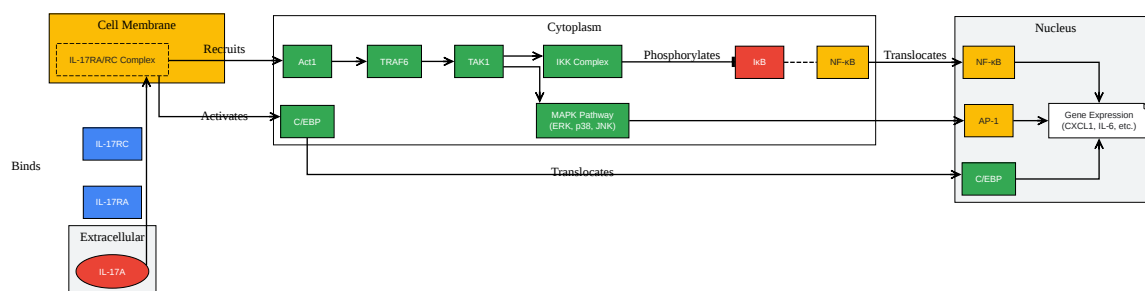 Cell Membrane
IL-17RA/RC Complex
Recruits
Activates
IL-17RC
Binds
IL-17RA
Extracellular
IL-17A
Cytoplasm
Act1
TRAF6
TAK1
IKK Complex
Phosphorylates
IκB
NF-κB
Translocates
C/EBP
MAPK Pathway
(ERK, p38, JNK)
Translocates
Nucleus
NF-κB
AP-1
Gene Expression
(CXCL1, IL-6, etc.)
C/EBP